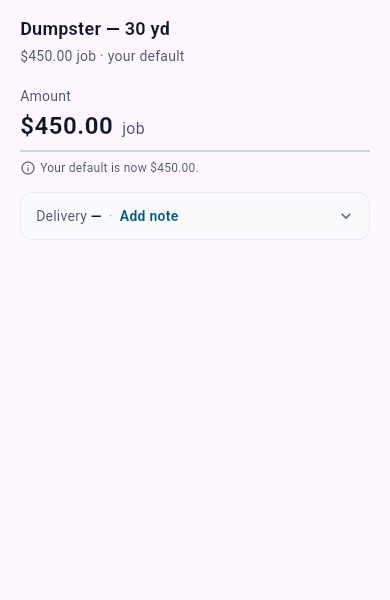 Dumpster — 30 yd
$450.00 job · your default
Amount
$450.00 job
Your default is now $450.00.
Delivery — · Add note